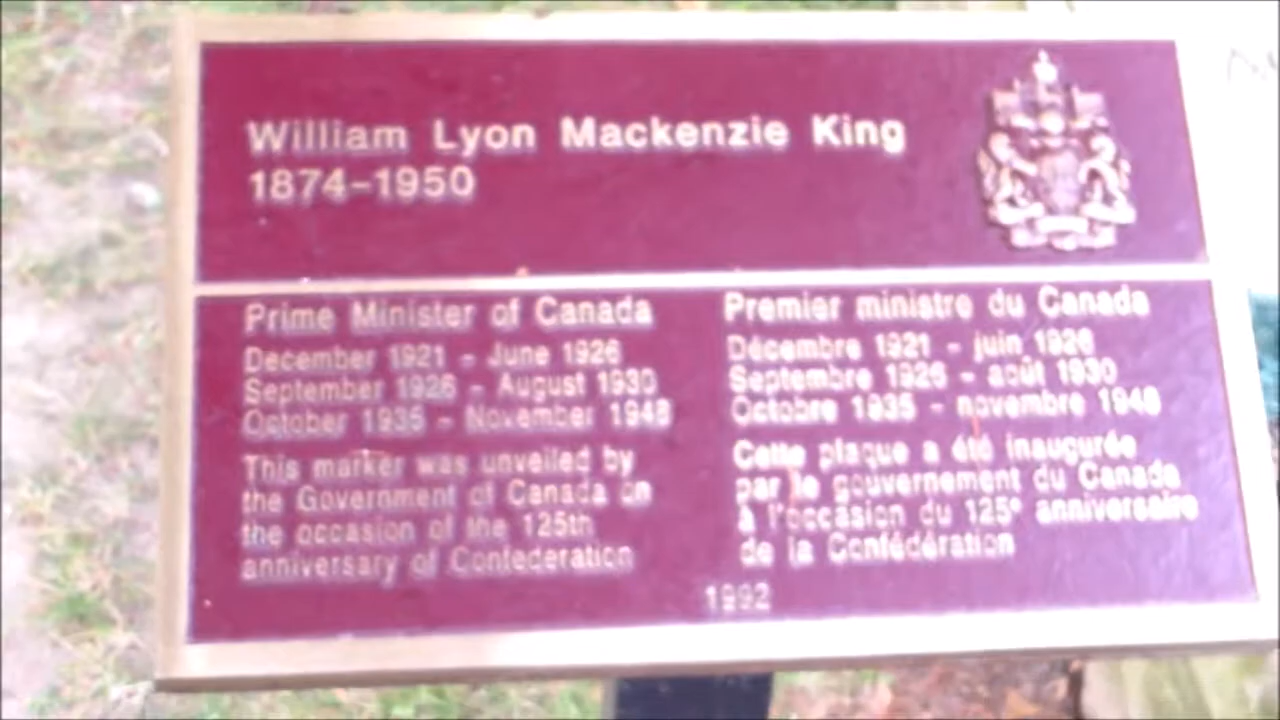 William Lyon Mackenzie King
1874-1950
Prime Minister of Canada
December 1921 - June 1926
September 1926 - August 1930
October 1935 - November 1948
This marker was unveiled by
the Government of Canada on
the occasion of the 125th
anniversary of Confederation
Premier ministre du Canada
Décembre 1921 - juin 1926
Septembre 1926 - août 1930
Octobre 1935 - novembre 1948
Cette plaque a été inaugurée
par le gouvernement du Canada
à l'occasion du 125e anniversaire
de la Confédération
1992